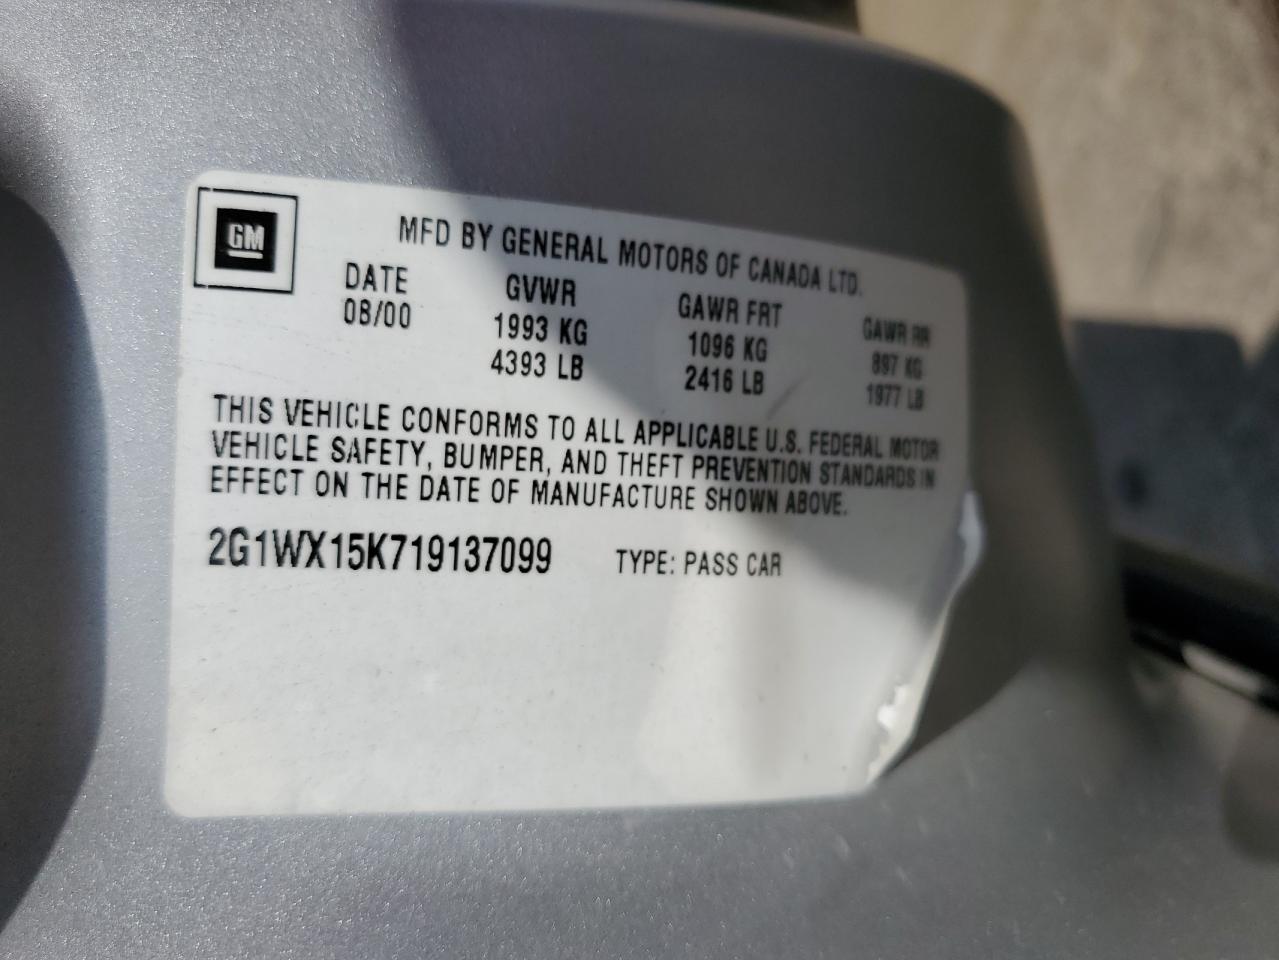 GM
MFD BY GENERAL MOTORS OF CANADA LTD.
DATE GVWR GAWR FRT GAWR RR
08/00 1993 KG 1096 KG 897 KG
4393 LB 2416 LB 1977 LB
THIS VEHICLE CONFORMS TO ALL APPLICABLE U.S. FEDERAL MOTOR
VEHICLE SAFETY, BUMPER, AND THEFT PREVENTION STANDARDS IN
EFFECT ON THE DATE OF MANUFACTURE SHOWN ABOVE.
2G1WX15K719137099 TYPE: PASS CAR